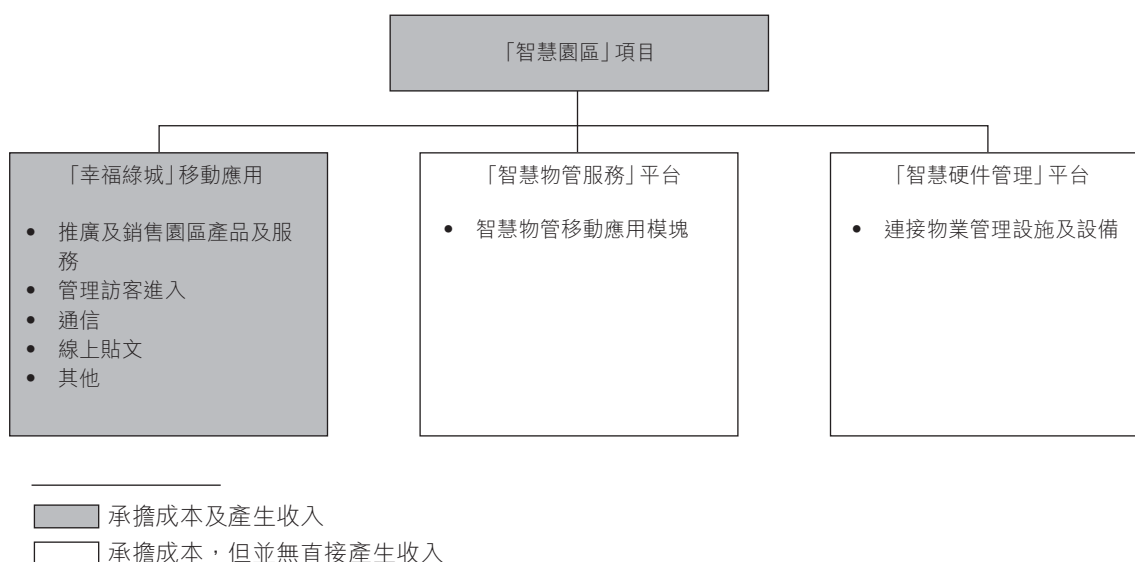 「智慧園區」項目
「幸福綠城」移動應用
• 推廣及銷售園區產品及服
務
• 管理訪客進入
• 通信
• 線上貼文
• 其他
「智慧物管服務」平台
• 智慧物管移動應用模塊
「智慧硬件管理」平台
• 連接物業管理設施及設備
承擔成本及產生收入
承擔成本，但並無直接產生收入